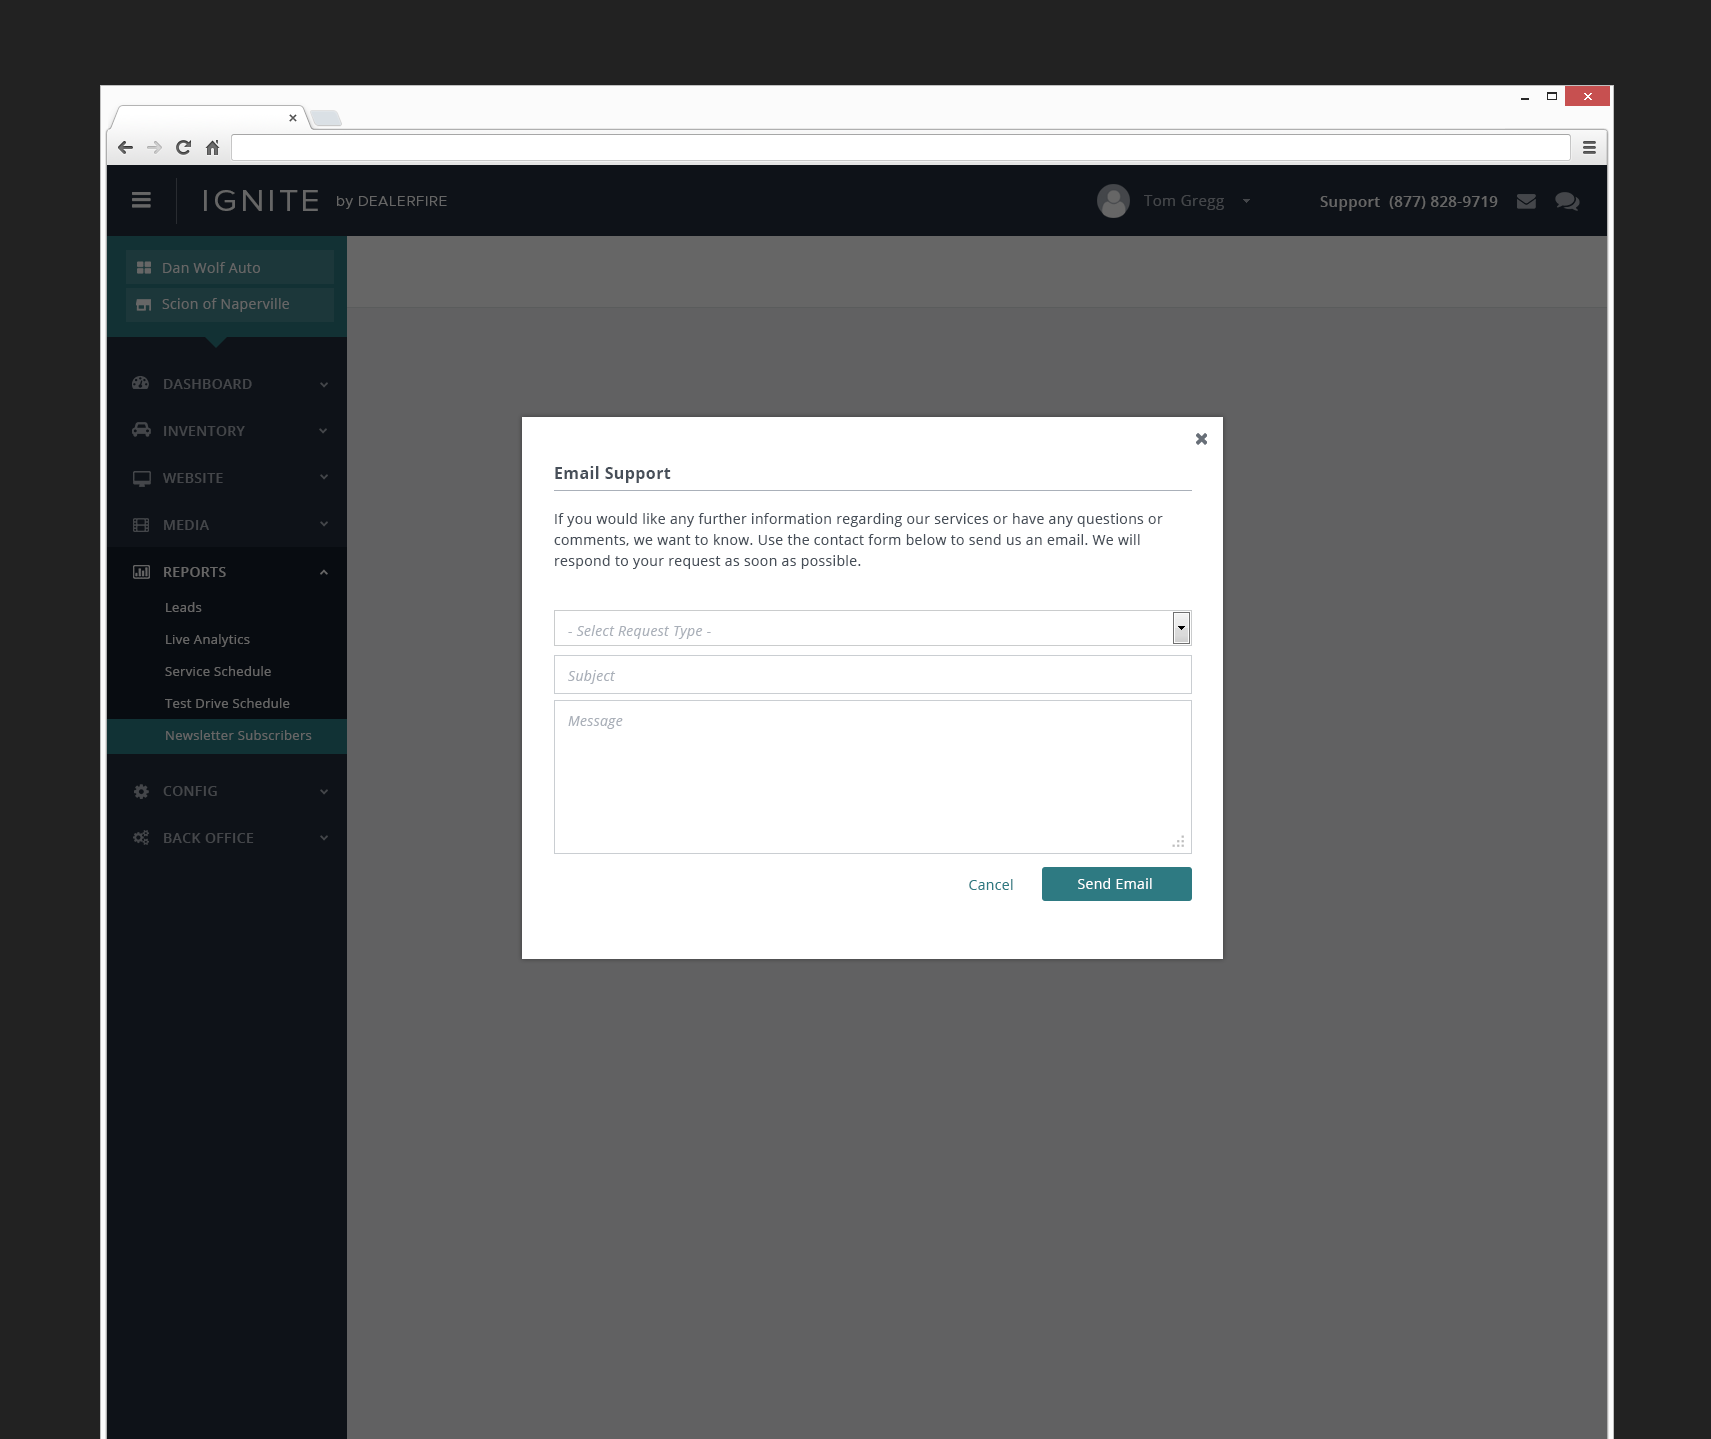 IGNITE by DEALERFIRE
Tom Gregg
Support (877) 828-9719
Dan Wolf Auto
Scion of Naperville
DASHBOARD
INVENTORY
WEBSITE
MEDIA
REPORTS
Leads
Live Analytics
Service Schedule
Test Drive Schedule
Newsletter Subscribers
CONFIG
BACK OFFICE
Email Support
If you would like any further information regarding our services or have any questions or
comments, we want to know. Use the contact form below to send us an email. We will
respond to your request as soon as possible.
- Select Request Type -
Subject
Message
Cancel
Send Email